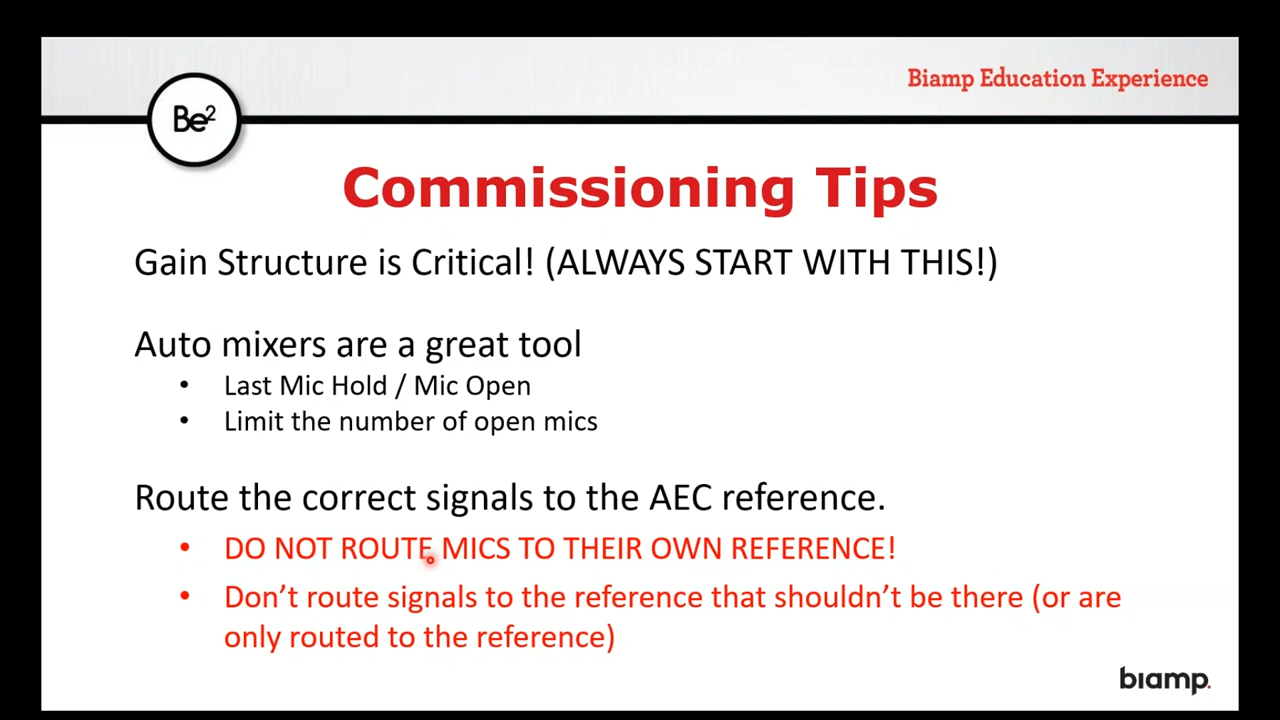 Biamp Education Experience
Be²
Commissioning Tips
Gain Structure is Critical! (ALWAYS START WITH THIS!)
Auto mixers are a great tool
• Last Mic Hold / Mic Open
• Limit the number of open mics
Route the correct signals to the AEC reference.
• DO NOT ROUTE MICS TO THEIR OWN REFERENCE!
• Don’t route signals to the reference that shouldn’t be there (or are
only routed to the reference)
biamp.